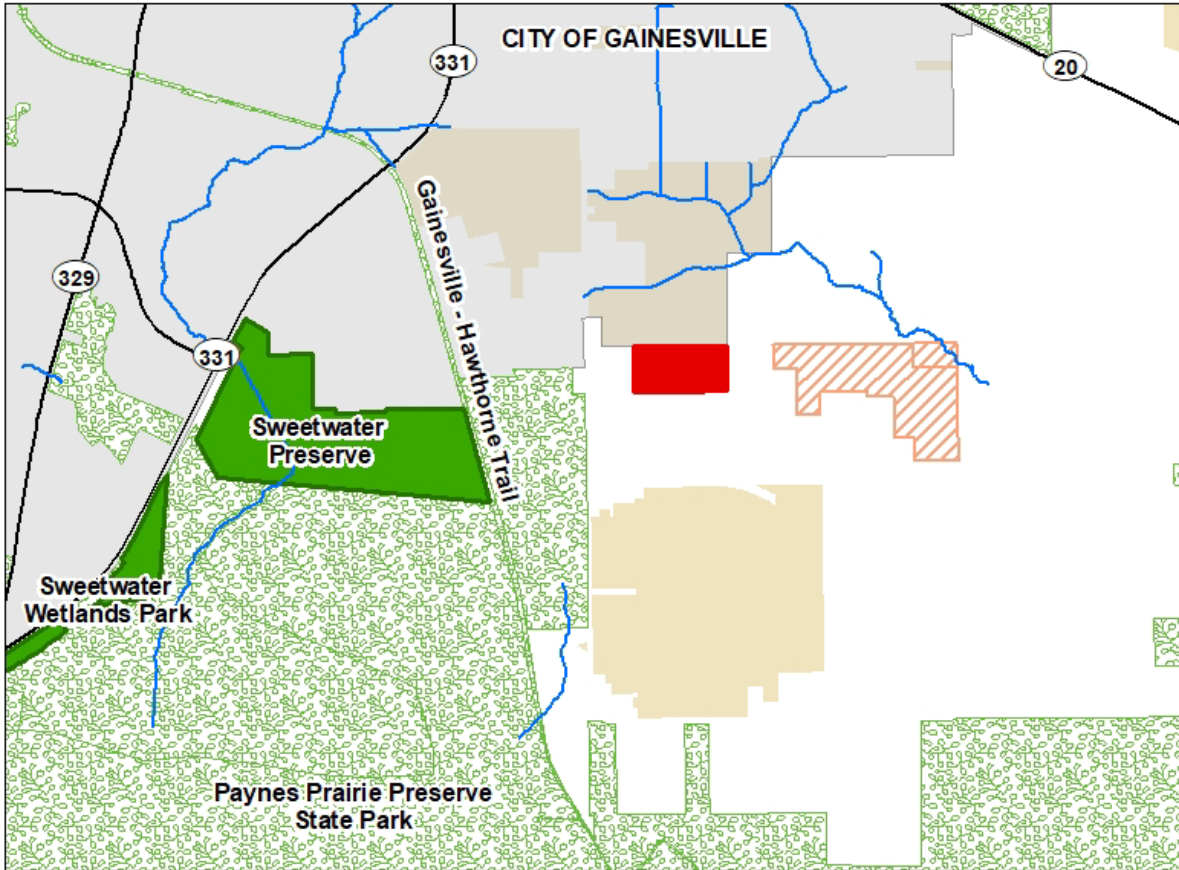 CITY OF GAINESVILLE
331
20
Gainesville - Hawthorne Trail
329
331
Sweetwater
Preserve
Sweetwater
Wetlands Park
Paynes Prairie Preserve
State Park